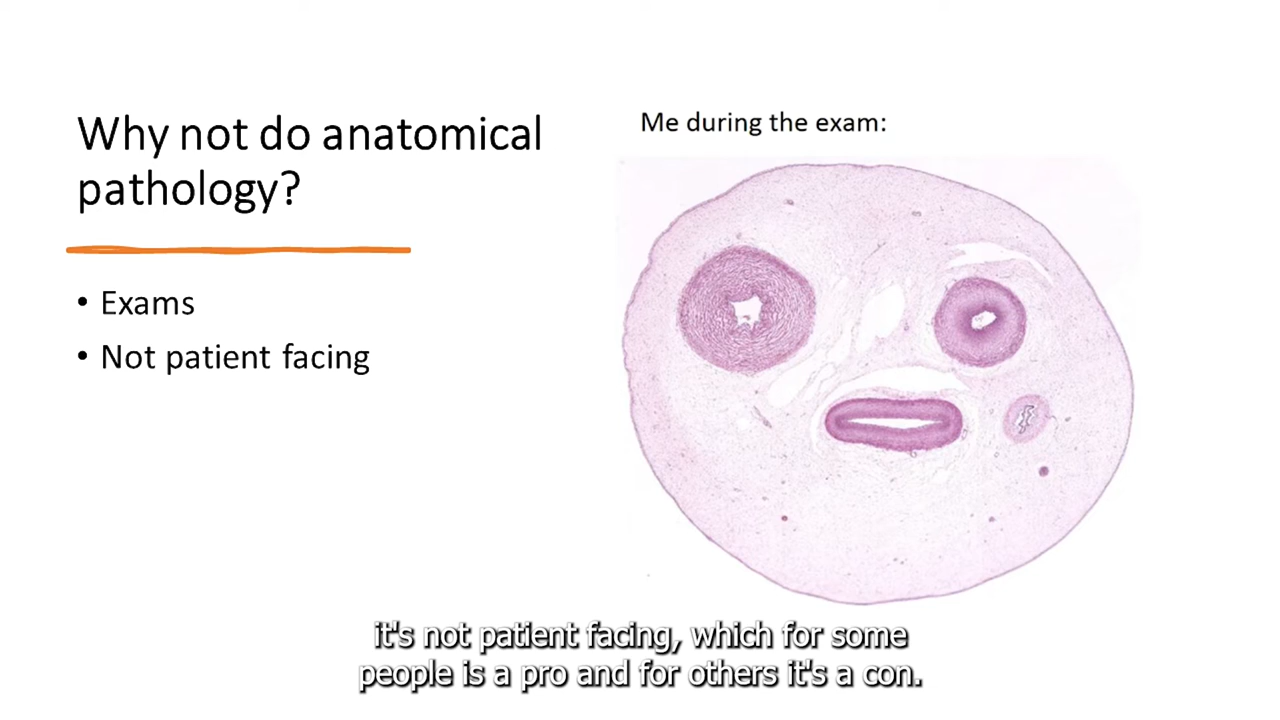 Why not do anatomical
pathology?
• Exams
• Not patient facing
Me during the exam:
it's not patient facing, which for some
people is a pro and for others it's a con.